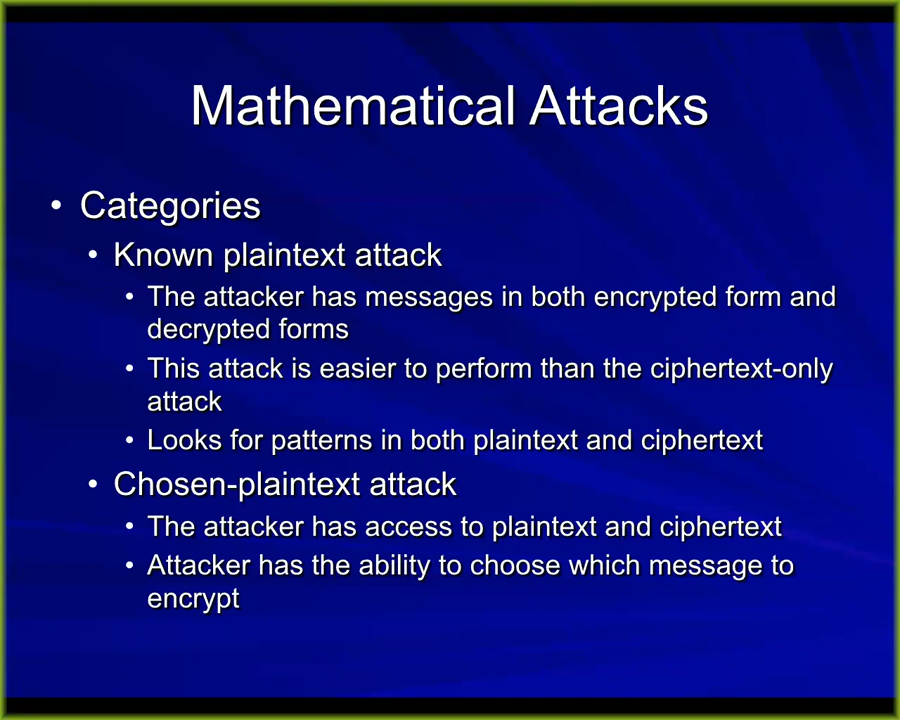 Mathematical Attacks
• Categories
• Known plaintext attack
• The attacker has messages in both encrypted form and
decrypted forms
• This attack is easier to perform than the ciphertext-only
attack
• Looks for patterns in both plaintext and ciphertext
• Chosen-plaintext attack
• The attacker has access to plaintext and ciphertext
• Attacker has the ability to choose which message to
encrypt